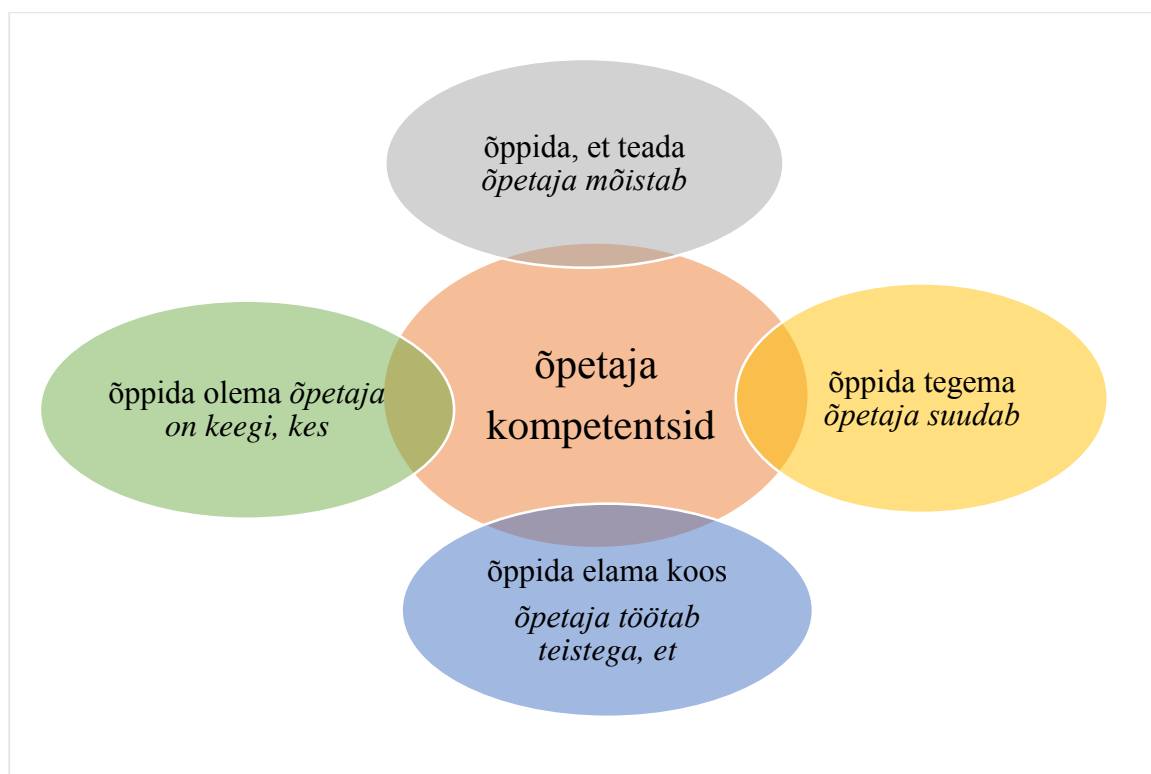 õppida, et teada
õpetaja mõistab
õpetaja
kompetentsid
õppida olema õpetaja
on keegi, kes
õppida tegema
õpetaja suudab
õppida elama koos
õpetaja töötab
teistega, et